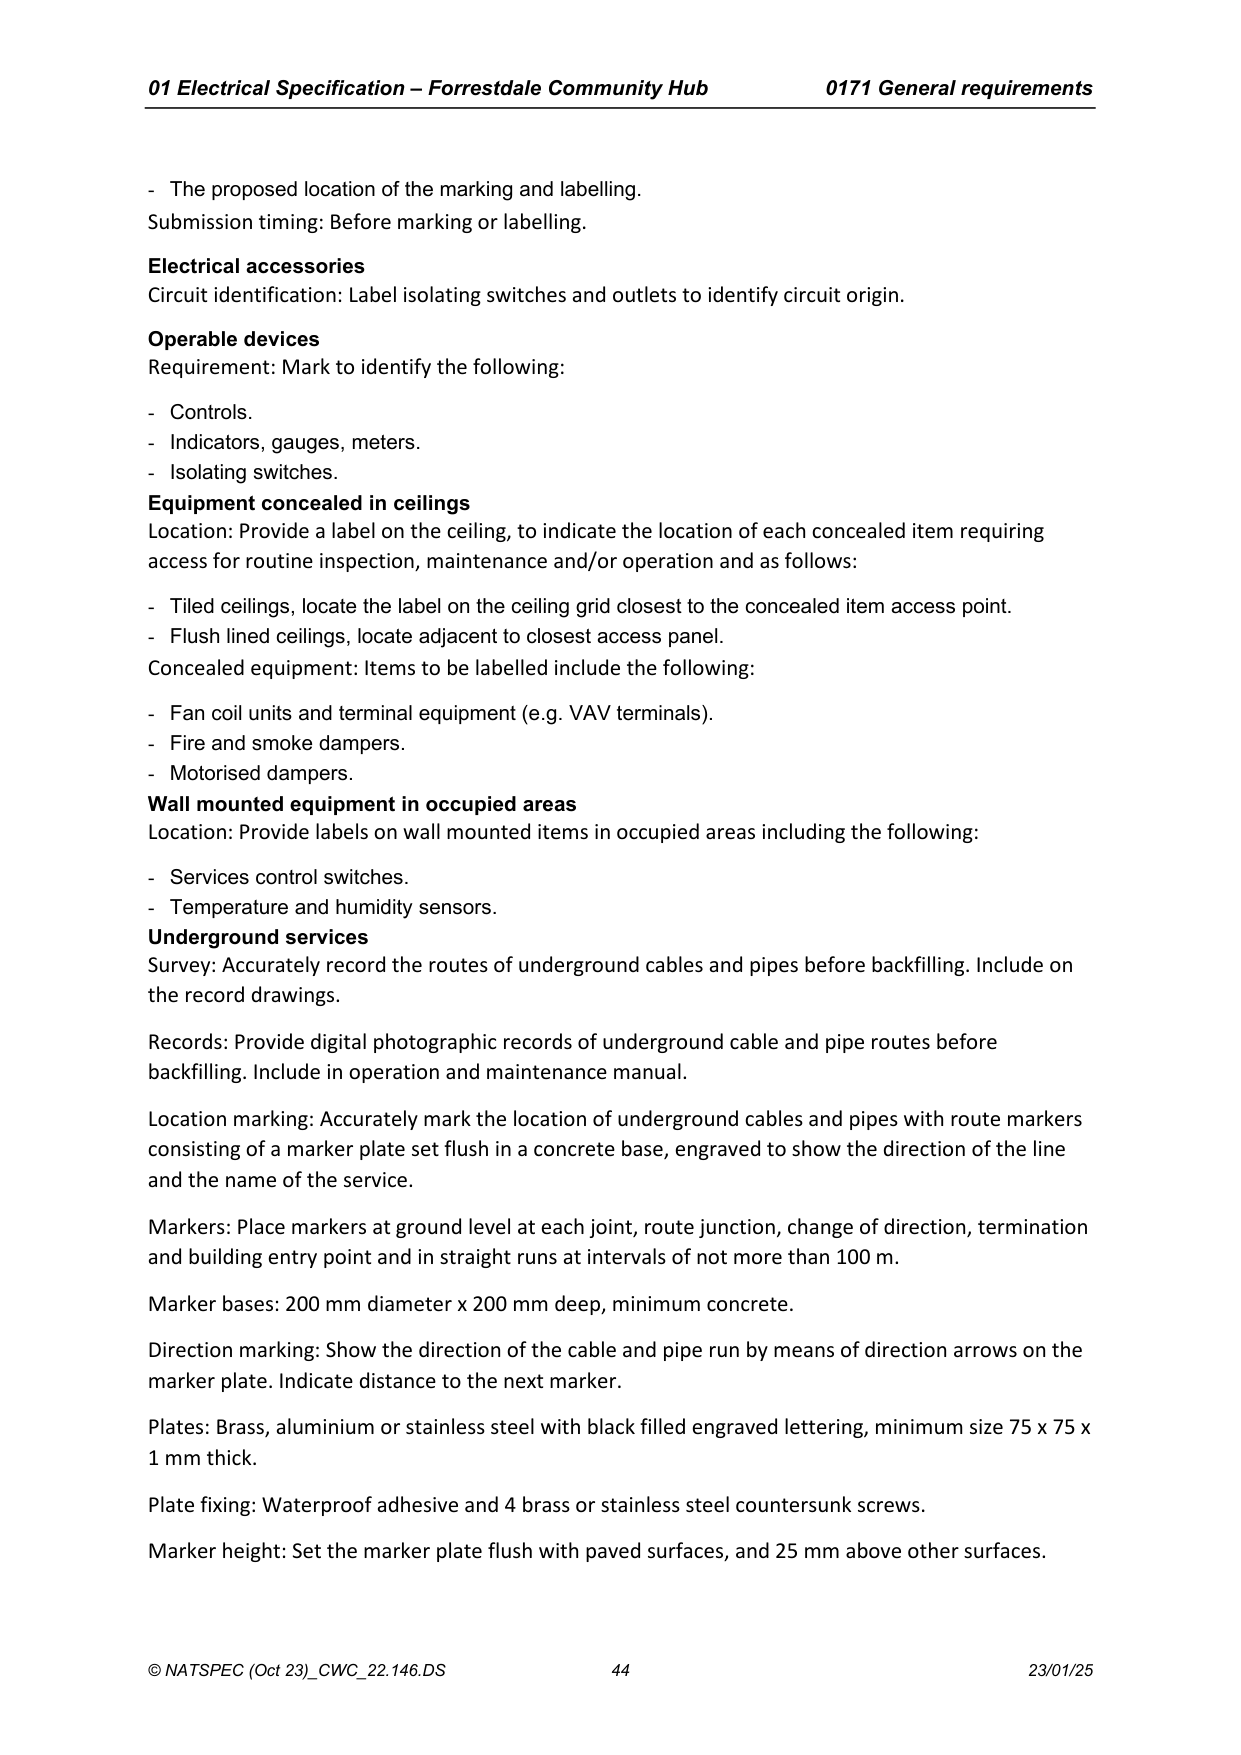 01 Electrical Specification – Forrestdale Community Hub 0171 General requirements
- The proposed location of the marking and labelling.
Submission timing: Before marking or labelling.
Electrical accessories
Circuit identification: Label isolating switches and outlets to identify circuit origin.
Operable devices
Requirement: Mark to identify the following:
- Controls.
- Indicators, gauges, meters.
- Isolating switches.
Equipment concealed in ceilings
Location: Provide a label on the ceiling, to indicate the location of each concealed item requiring
access for routine inspection, maintenance and/or operation and as follows:
- Tiled ceilings, locate the label on the ceiling grid closest to the concealed item access point.
- Flush lined ceilings, locate adjacent to closest access panel.
Concealed equipment: Items to be labelled include the following:
- Fan coil units and terminal equipment (e.g. VAV terminals).
- Fire and smoke dampers.
- Motorised dampers.
Wall mounted equipment in occupied areas
Location: Provide labels on wall mounted items in occupied areas including the following:
- Services control switches.
- Temperature and humidity sensors.
Underground services
Survey: Accurately record the routes of underground cables and pipes before backfilling. Include on
the record drawings.
Records: Provide digital photographic records of underground cable and pipe routes before
backfilling. Include in operation and maintenance manual.
Location marking: Accurately mark the location of underground cables and pipes with route markers
consisting of a marker plate set flush in a concrete base, engraved to show the direction of the line
and the name of the service.
Markers: Place markers at ground level at each joint, route junction, change of direction, termination
and building entry point and in straight runs at intervals of not more than 100 m.
Marker bases: 200 mm diameter x 200 mm deep, minimum concrete.
Direction marking: Show the direction of the cable and pipe run by means of direction arrows on the
marker plate. Indicate distance to the next marker.
Plates: Brass, aluminium or stainless steel with black filled engraved lettering, minimum size 75 x 75 x
1 mm thick.
Plate fixing: Waterproof adhesive and 4 brass or stainless steel countersunk screws.
Marker height: Set the marker plate flush with paved surfaces, and 25 mm above other surfaces.
© NATSPEC (Oct 23)_CWC_22.146.DS 44 23/01/25